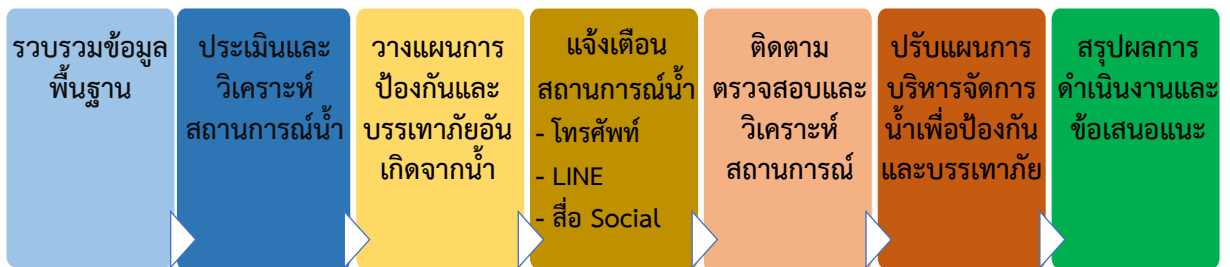 รวบรวมข้อมูล
พื้นฐาน
ประเมินและ
วิเคราะห์
สถานการณ์น้ำ
วางแผนการ
ป้องกันและ
บรรเทาภัยอัน
เกิดจากน้ำ
แจ้งเตือน
สถานการณ์น้ำ
- โทรศัพท์
- LINE
- สื่อ Social
ติดตาม
ตรวจสอบและ
วิเคราะห์
สถานการณ์
ปรับแผนการ
บริหารจัดการ
น้ำเพื่อป้องกัน
และบรรเทาภัย
สรุปผลการ
ดำเนินงานและ
ข้อเสนอแนะ